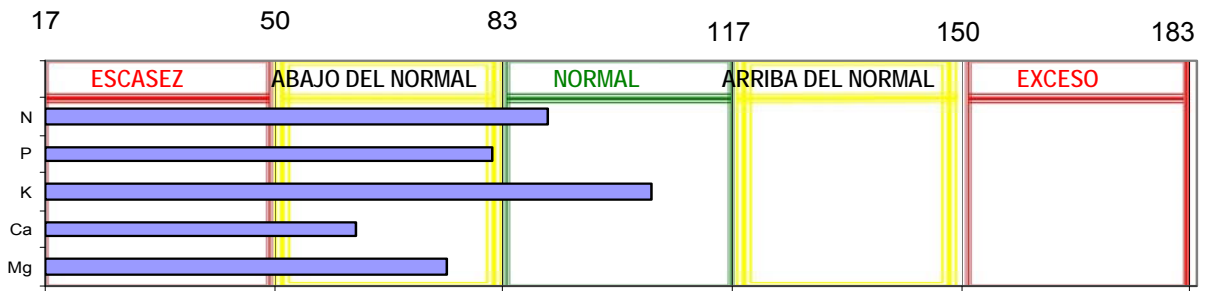 17 50 83 117 150 183
ESCASEZ ABAJO DEL NORMAL NORMAL ARRIBA DEL NORMAL EXCESO
N
P
K
Ca
Mg